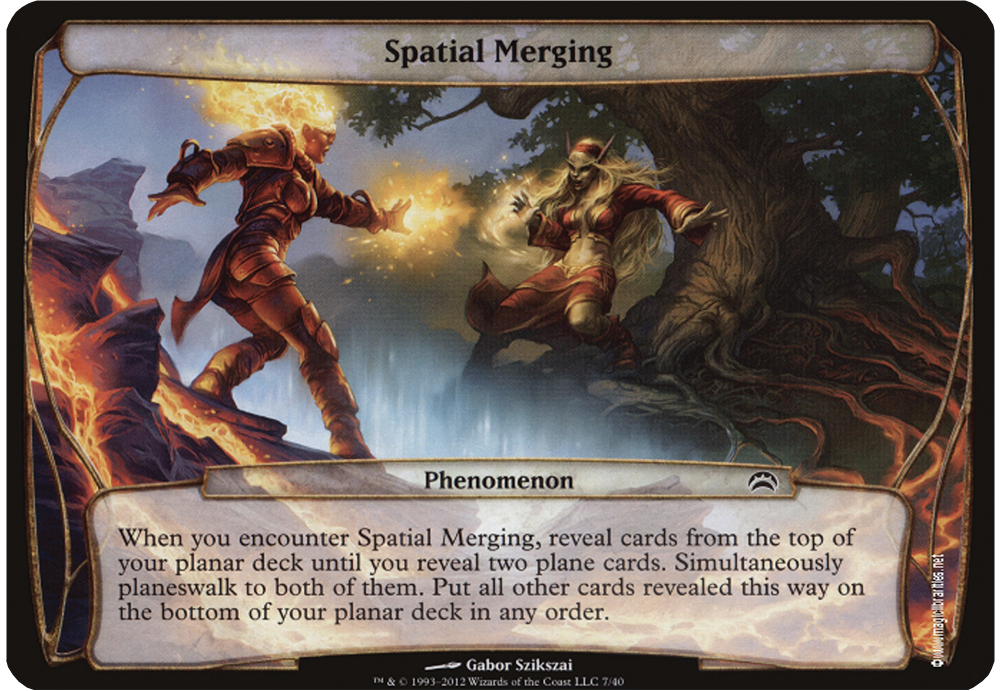 Spatial Merging
Phenomenon
When you encounter Spatial Merging, reveal cards from the top of
your planar deck until you reveal two plane cards. Simultaneously
planeswalk to both of them. Put all other cards revealed this way on
the bottom of your planar deck in any order.
Gabor Szikszai
™ & © 1993–2012 Wizards of the Coast LLC 7/40
© www.magiclibrarities.net